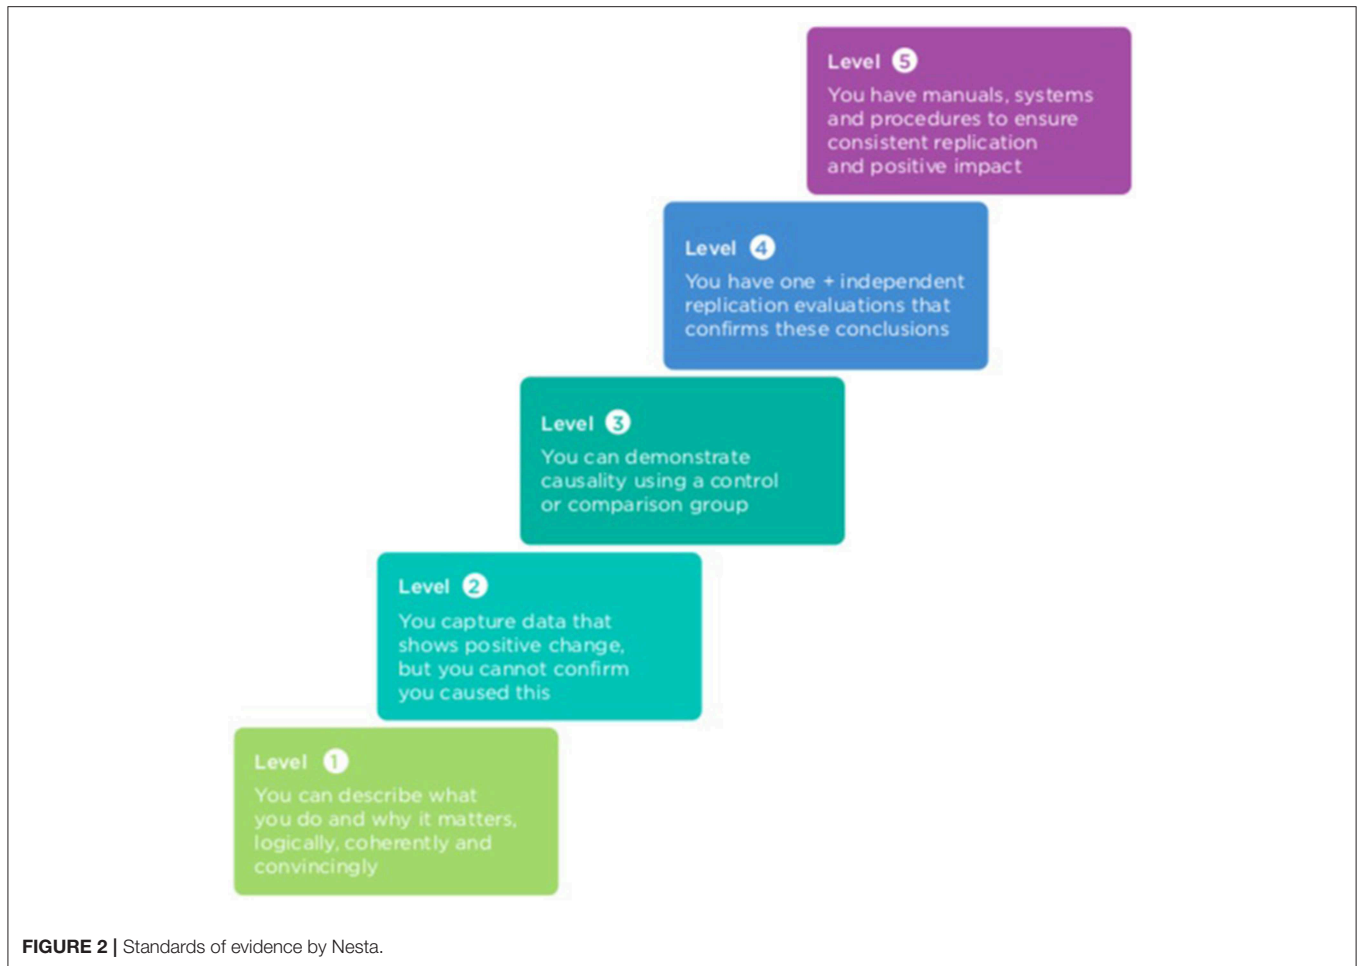 Level 5
You have manuals, systems
and procedures to ensure
consistent replication
and positive impact
Level 4
You have one + independent
replication evaluations that
confirms these conclusions
Level 3
You can demonstrate
causality using a control
or comparison group
Level 2
You capture data that
shows positive change,
but you cannot confirm
you caused this
Level 1
You can describe what
you do and why it matters,
logically, coherently and
convincingly
FIGURE 2 | Standards of evidence by Nesta.